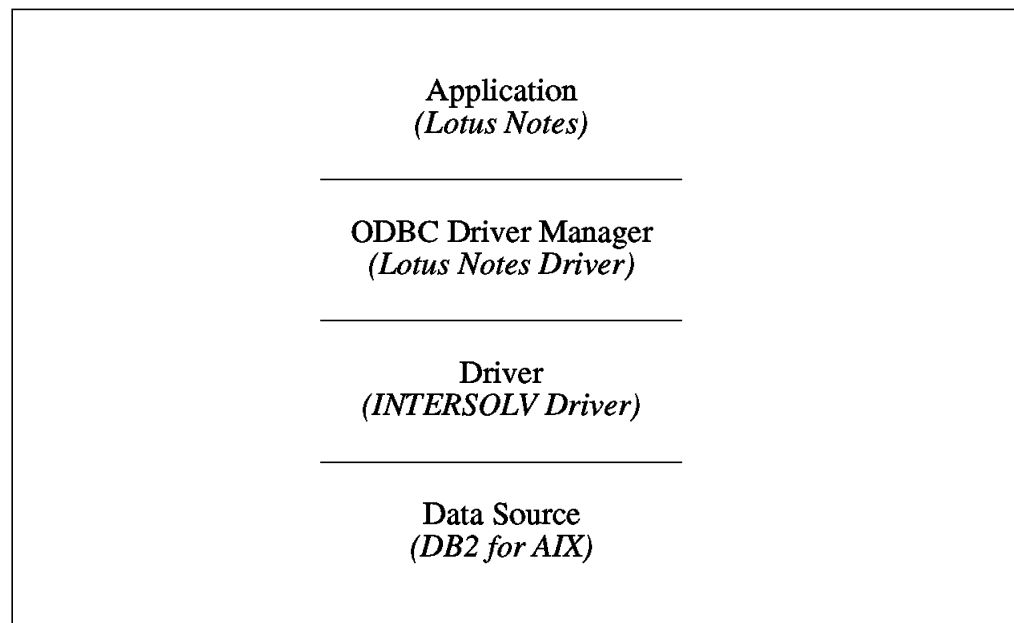 Application
(Lotus Notes)
ODBC Driver Manager
(Lotus Notes Driver)
Driver
(INTERSOLV Driver)
Data Source
(DB2 for AIX)